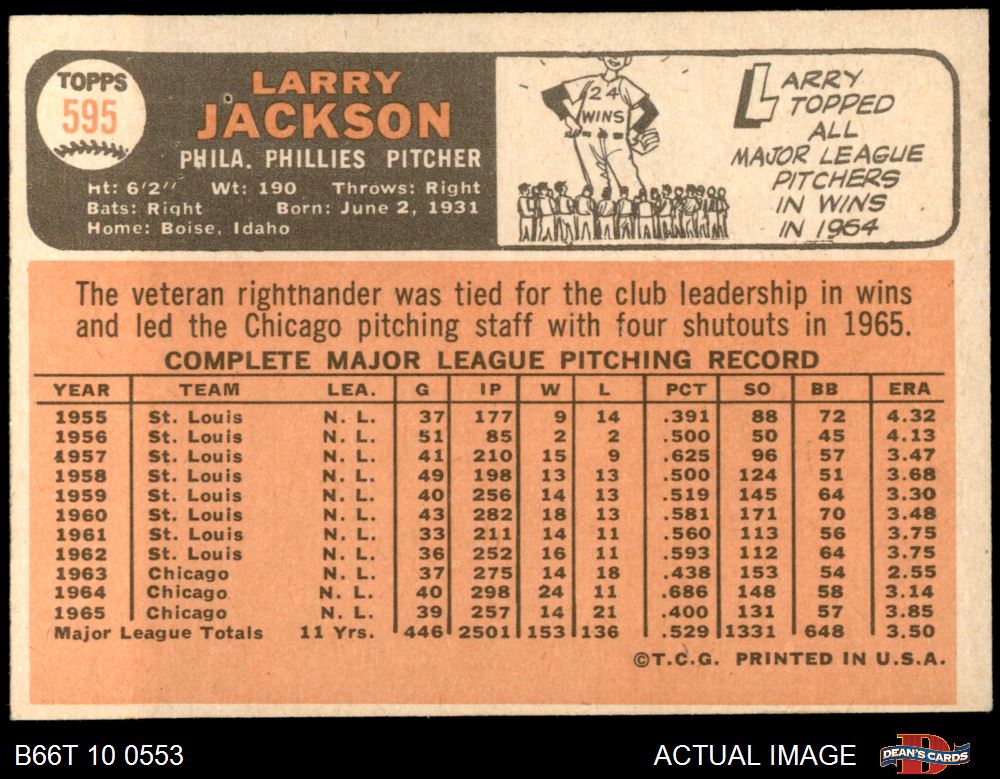 TOPPS
595
LARRY
JACKSON
PHILA. PHILLIES PITCHER
Ht: 6'2" Wt: 190 Throws: Right
Bats: Right Born: June 2, 1931
Home: Boise, Idaho
24
WINS
LARRY
TOPPED
ALL
MAJOR LEAGUE
PITCHERS
IN WINS
IN 1964
The veteran righthander was tied for the club leadership in wins
and led the Chicago pitching staff with four shutouts in 1965.
COMPLETE MAJOR LEAGUE PITCHING RECORD
YEAR TEAM LEA. G IP W L PCT SO BB ERA
1955 St. Louis N. L. 37 177 9 14 .391 88 72 4.32
1956 St. Louis N. L. 51 85 2 2 .500 50 45 4.13
1957 St. Louis N. L. 41 210 15 9 .625 96 57 3.47
1958 St. Louis N. L. 49 198 13 13 .500 124 51 3.68
1959 St. Louis N. L. 40 256 14 13 .519 145 64 3.30
1960 St. Louis N. L. 43 282 18 13 .581 171 70 3.48
1961 St. Louis N. L. 33 211 14 11 .560 113 56 3.75
1962 St. Louis N. L. 36 252 16 11 .593 112 64 3.75
1963 Chicago N. L. 37 275 14 18 .438 153 54 2.55
1964 Chicago N. L. 40 298 24 11 .686 148 58 3.14
1965 Chicago N. L. 39 257 14 21 .400 131 57 3.85
Major League Totals 11 Yrs. 446 2501 153 136 .529 1331 648 3.50
©T.C.G. PRINTED IN U.S.A.
B66T 10 0553
ACTUAL IMAGE
DEAN'S CARDS